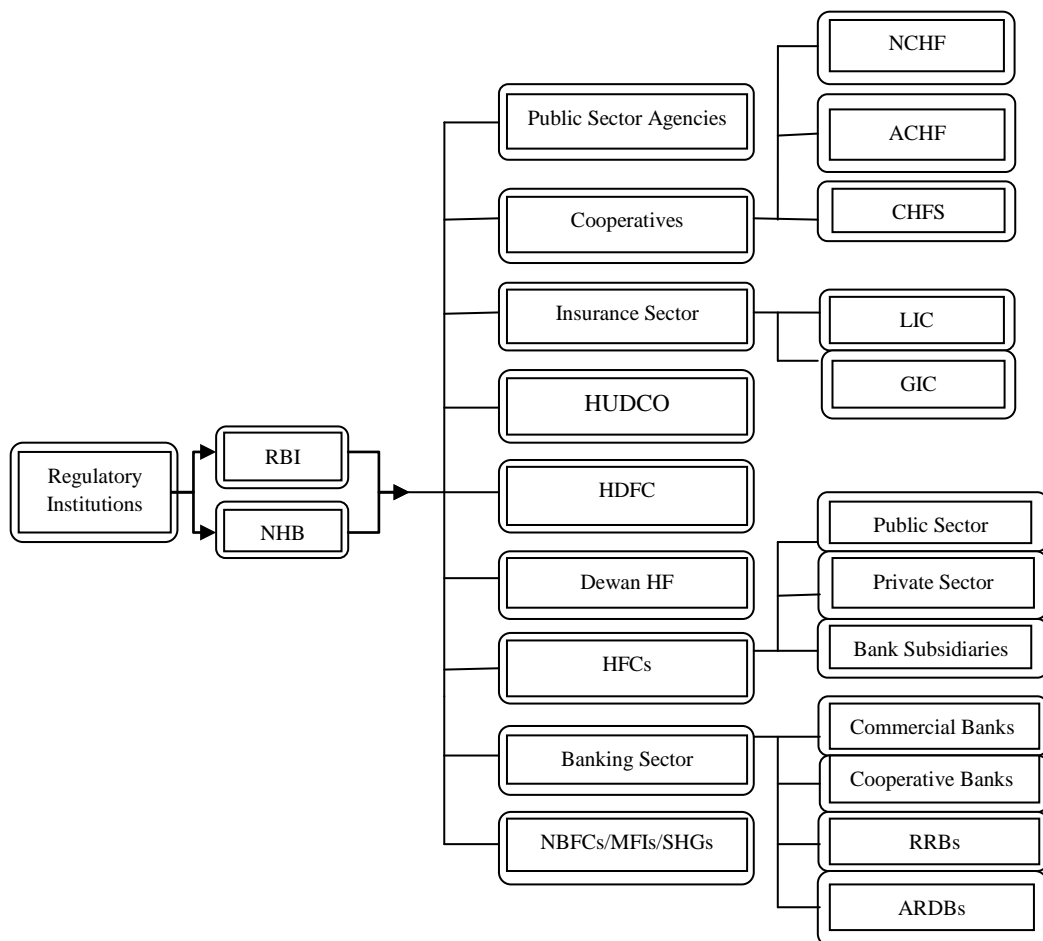 Regulatory
Institutions
RBI
NHB
Public Sector Agencies
Cooperatives
Insurance Sector
HUDCO
HDFC
Dewan HF
HFCs
Banking Sector
NBFCs/MFIs/SHGs
NCHF
ACHF
CHFS
LIC
GIC
Public Sector
Private Sector
Bank Subsidiaries
Commercial Banks
Cooperative Banks
RRBs
ARDBs